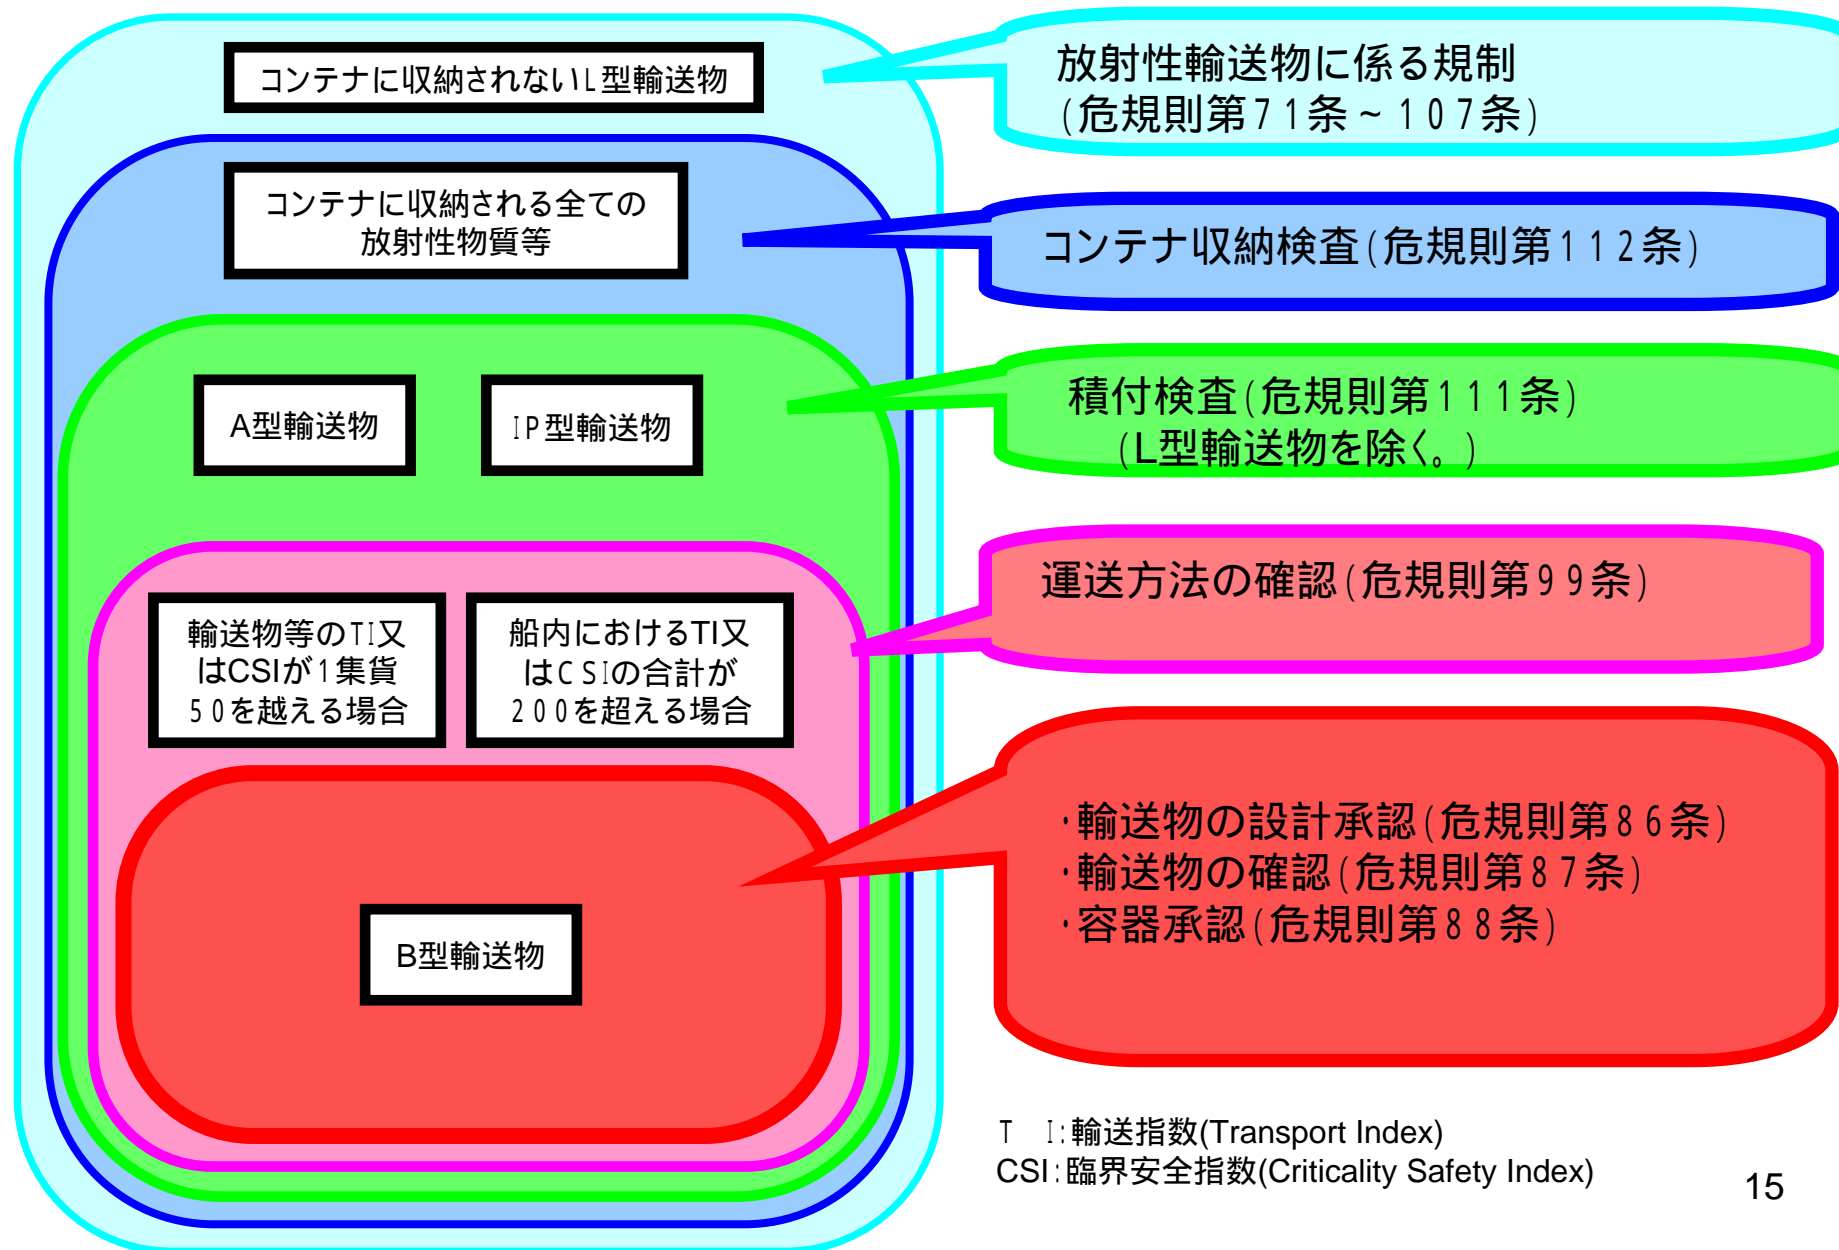 コンテナに収納されないL型輸送物
放射性輸送物に係る規制
(危規則第71条~107条)
コンテナに収納される全ての
放射性物質等
コンテナ収納検査(危規則第112条)
A型輸送物
IP型輸送物
積付検査(危規則第111条)
(L型輸送物を除く。)
運送方法の確認(危規則第99条)
輸送物等のTI又
はCSIが1集貨
50を越える場合
船内におけるTI又
はCSIの合計が
200を超える場合
・輸送物の設計承認(危規則第86条)
・輸送物の確認(危規則第87条)
・容器承認(危規則第88条)
B型輸送物
T I:輸送指数(Transport Index)
CSI:臨界安全指数(Criticality Safety Index)
15